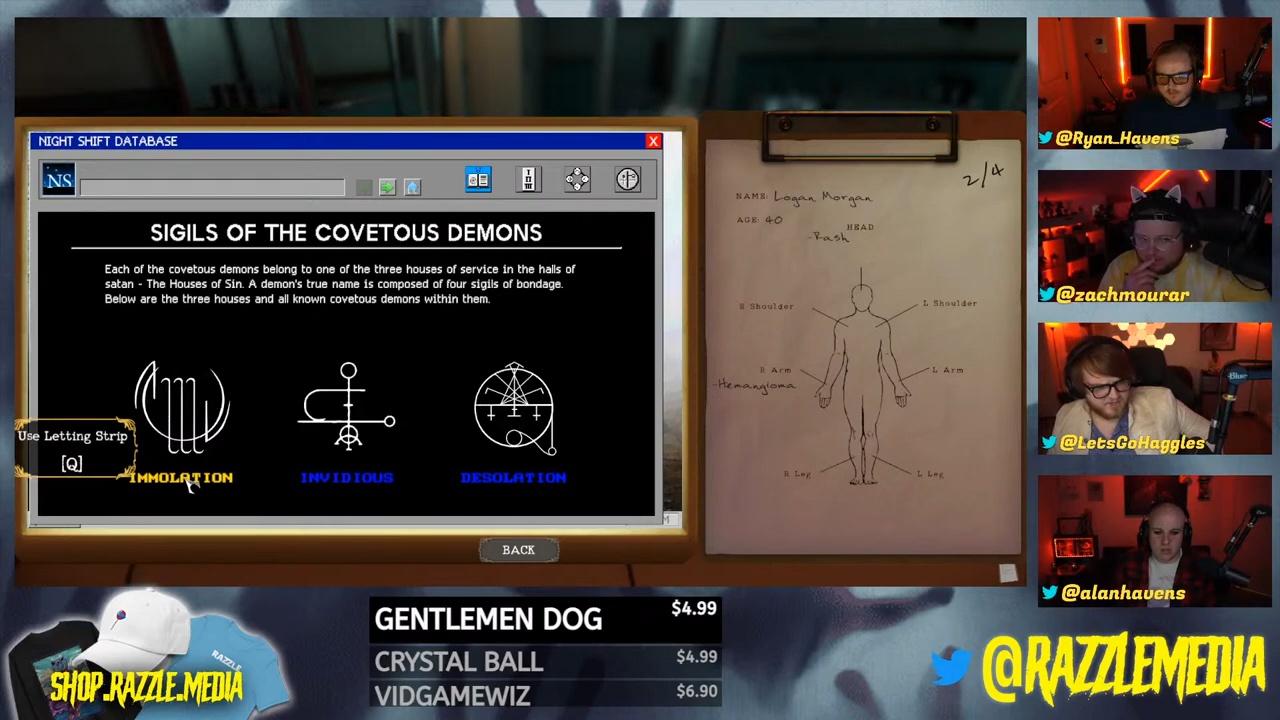 NIGHT SHIFT DATABASE
X
NS
SIGILS OF THE COVETOUS DEMONS
Each of the covetous demons belong to one of the three houses of service in the halls of
satan - The Houses of Sin. A demon's true name is composed of four sigils of bondage.
Below are the three houses and all known covetous demons within them.
IMMOLATION
INVIDIOUS
DESOLATION
Use Letting Strip
[Q]
BACK
2/4
NAME: Logan Morgan
AGE: 40
HEAD
-Rash
R Shoulder
L Shoulder
R Arm
L Arm
-Hemangioma
R Leg
L Leg
@Ryan_Havens
@zachmourar
Blue
@LetsGoHaggles
@alanhavens
RAZZLE
SHOP.RAZZLE.MEDIA
GENTLEMEN DOG $4.99
CRYSTAL BALL $4.99
VIDGAMEWIZ $6.90
@RAZZLEMEDIA